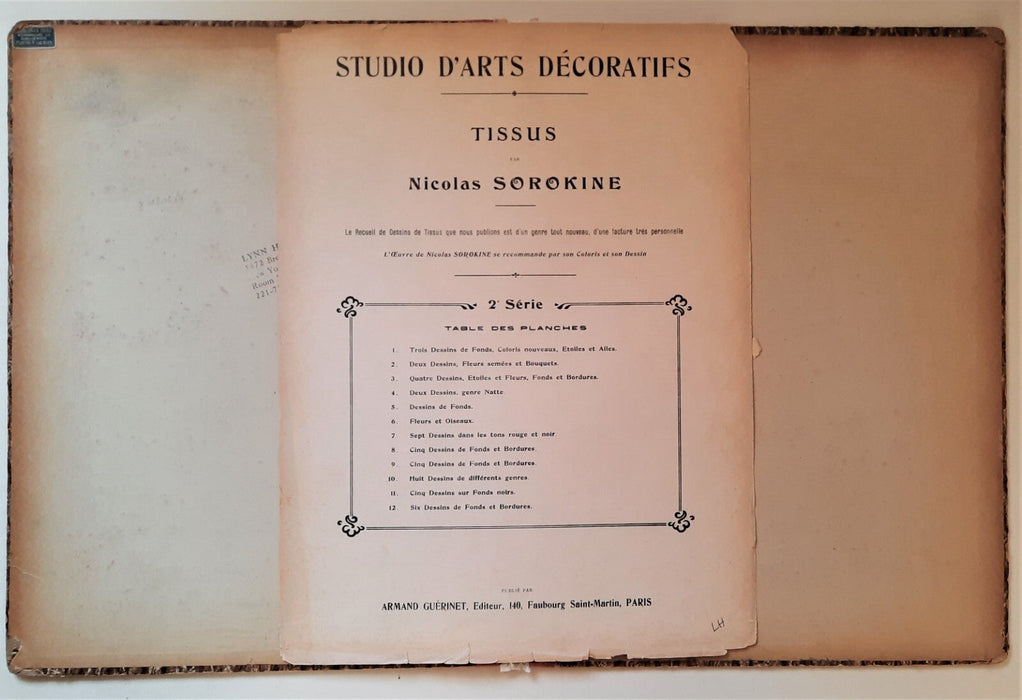 STUDIO D'ARTS DÉCORATIFS
TISSUS
PAR
Nicolas SOROKINE
Le Recueil de Dessins de Tissus que nous publions est d'un genre tout nouveau, d'une facture très personnelle
L'Œuvre de Nicolas SOROKINE se recommande par son Coloris et son Dessin
2e Série
TABLE DES PLANCHES
1. Trois Dessins de Fonds, Coloris nouveaux, Etoiles et Ailes.
2. Deux Dessins, Fleurs semées et Bouquets.
3. Quatre Dessins, Etoiles et Fleurs, Fonds et Bordures.
4. Deux Dessins, genre Natte.
5. Dessins de Fonds.
6. Fleurs et Oiseaux.
7. Sept Dessins dans les tons rouge et noir
8. Cinq Dessins de Fonds et Bordures.
9. Cinq Dessins de Fonds et Bordures.
10. Huit Dessins de différents genres.
11. Cinq Dessins sur Fonds noirs.
12. Six Dessins de Fonds et Bordures.
PUBLIÉ PAR
ARMAND GUÉRINET, Editeur, 140, Faubourg Saint-Martin, PARIS
LH
LYNN H
Room
221-7